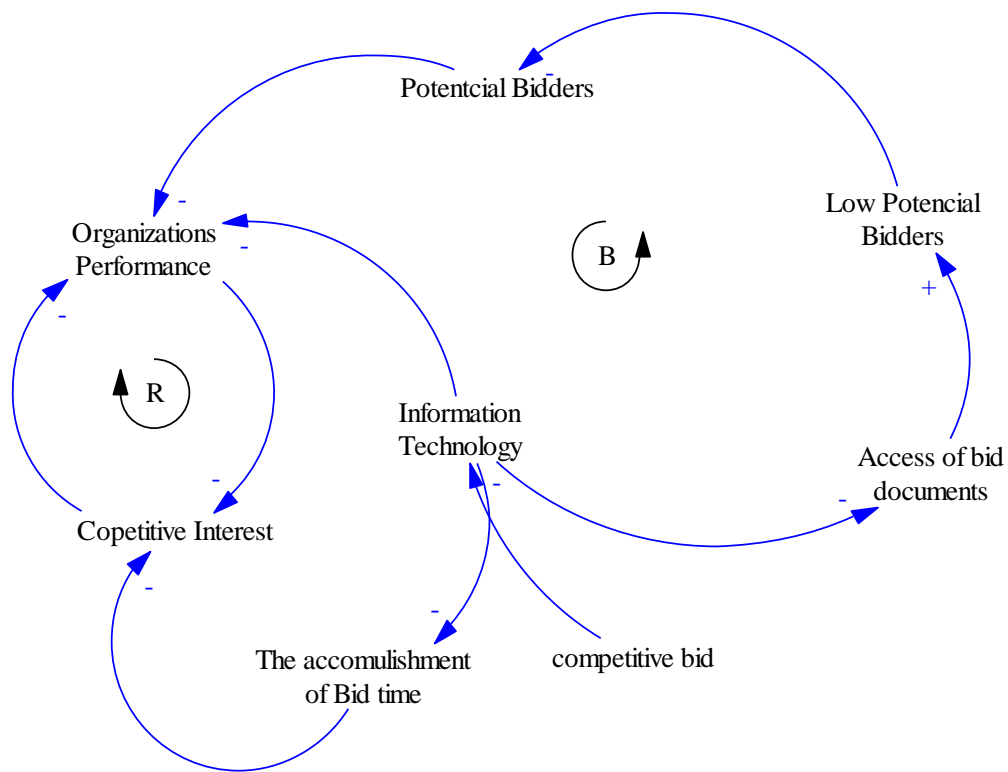 Potentcial Bidders
-
Low Potencial
Bidders
-
Organizations
Performance
-
B
+
-
R
Information
Technology
Access of bid
documents
-
-
-
Copetitive Interest
-
-
The accomulishment
of Bid time
competitive bid